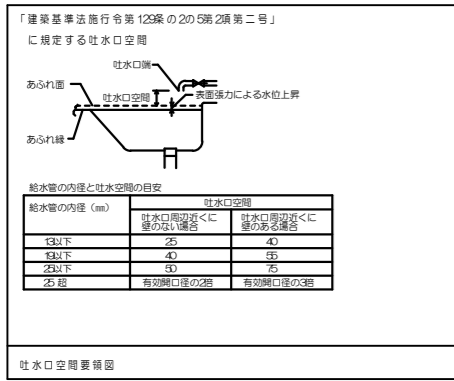 「建築基準法施行令第129条の2の5第2項第二号」
に規定する吐水口空間
吐水口端
あふれ面
吐水口空間
表面張力による水位上昇
あふれ縁
給水管の内径と吐水空間の目安
給水管の内径（㎜） 吐水口空間
吐水口周辺近くに 吐水口周辺近くに
壁のない場合 壁のある場合
13以下 25 40
19以下 40 55
25以下 50 75
25 超 有効開口径の2倍 有効開口径の3倍
吐水口空間要領図